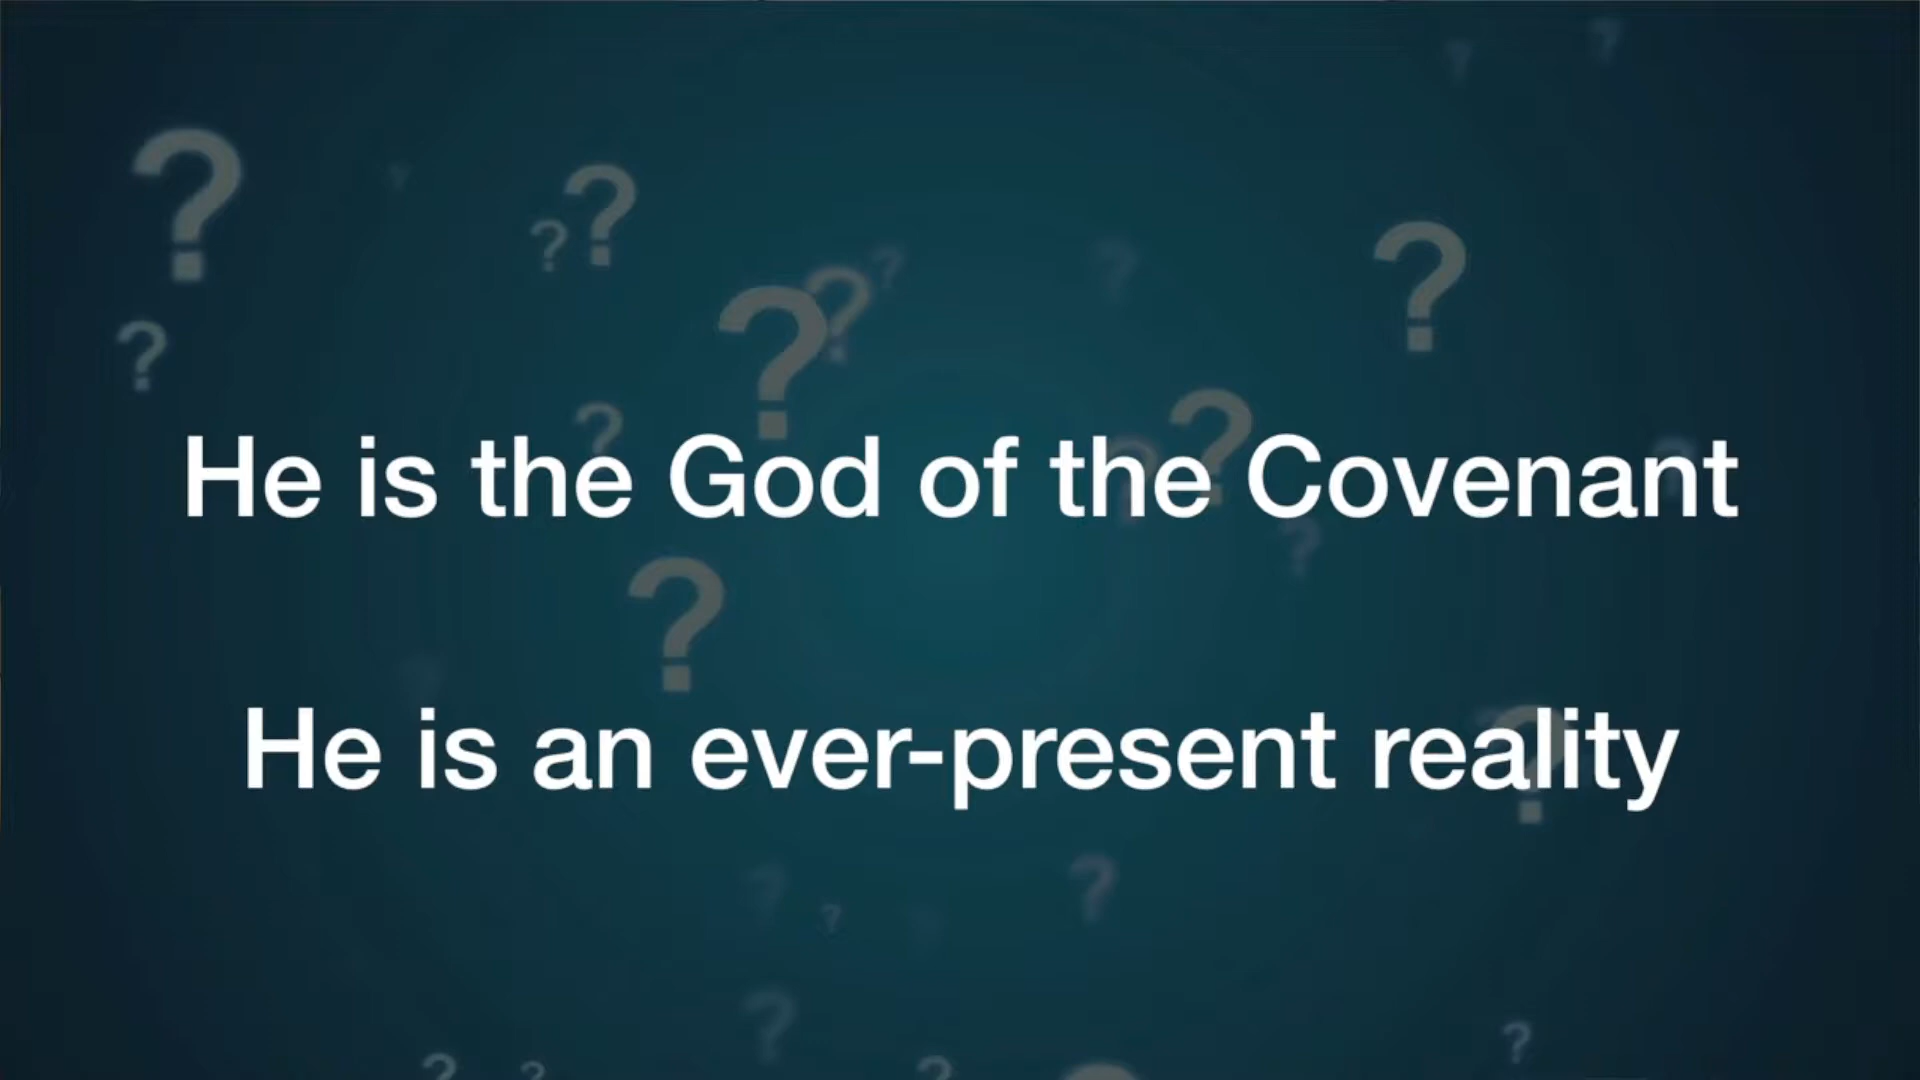 He is the God of the Covenant
He is an ever-present reality